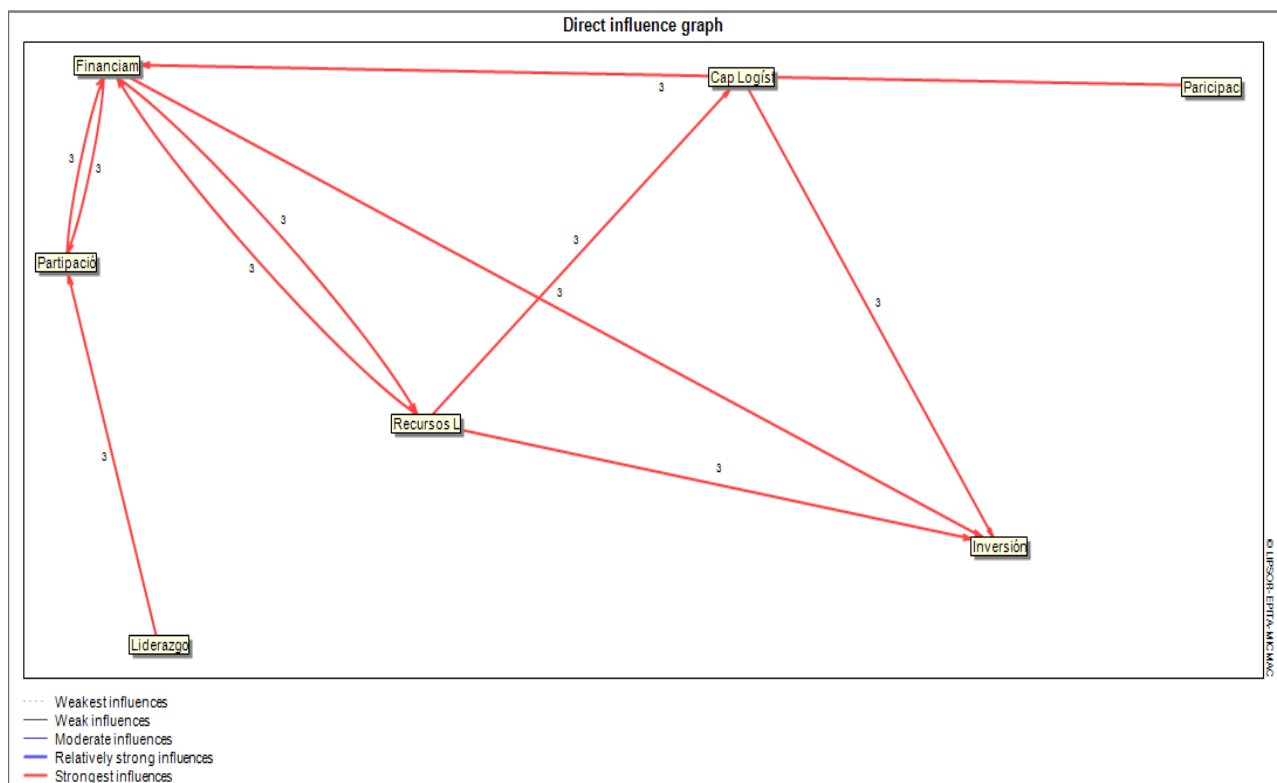 Direct influence graph
Financiam
Cap Logíst
Paricipac
3
3
3
3
3
3
Partipació
3
3
3
Recursos L
3
3
Inversión
Liderazgo
© LIPSOR-EPITA-MICMAC
Weakest influences
Weak influences
Moderate influences
Relatively strong influences
Strongest influences